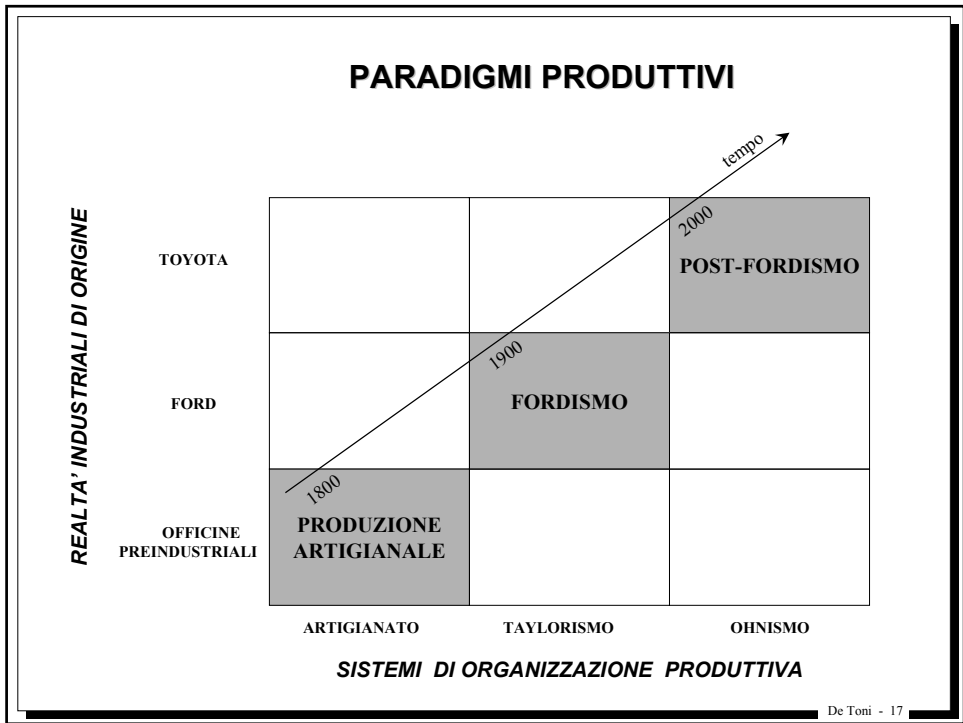 PARADIGMI PRODUTTIVI
tempo
REALTA' INDUSTRIALI DI ORIGINE
TOYOTA
2000
POST-FORDISMO
1900
FORD
FORDISMO
1800
OFFICINE
PREINDUSTRIALI
PRODUZIONE
ARTIGIANALE
ARTIGIANATO
TAYLORISMO
OHNISMO
SISTEMI DI ORGANIZZAZIONE PRODUTTIVA
De Toni - 17